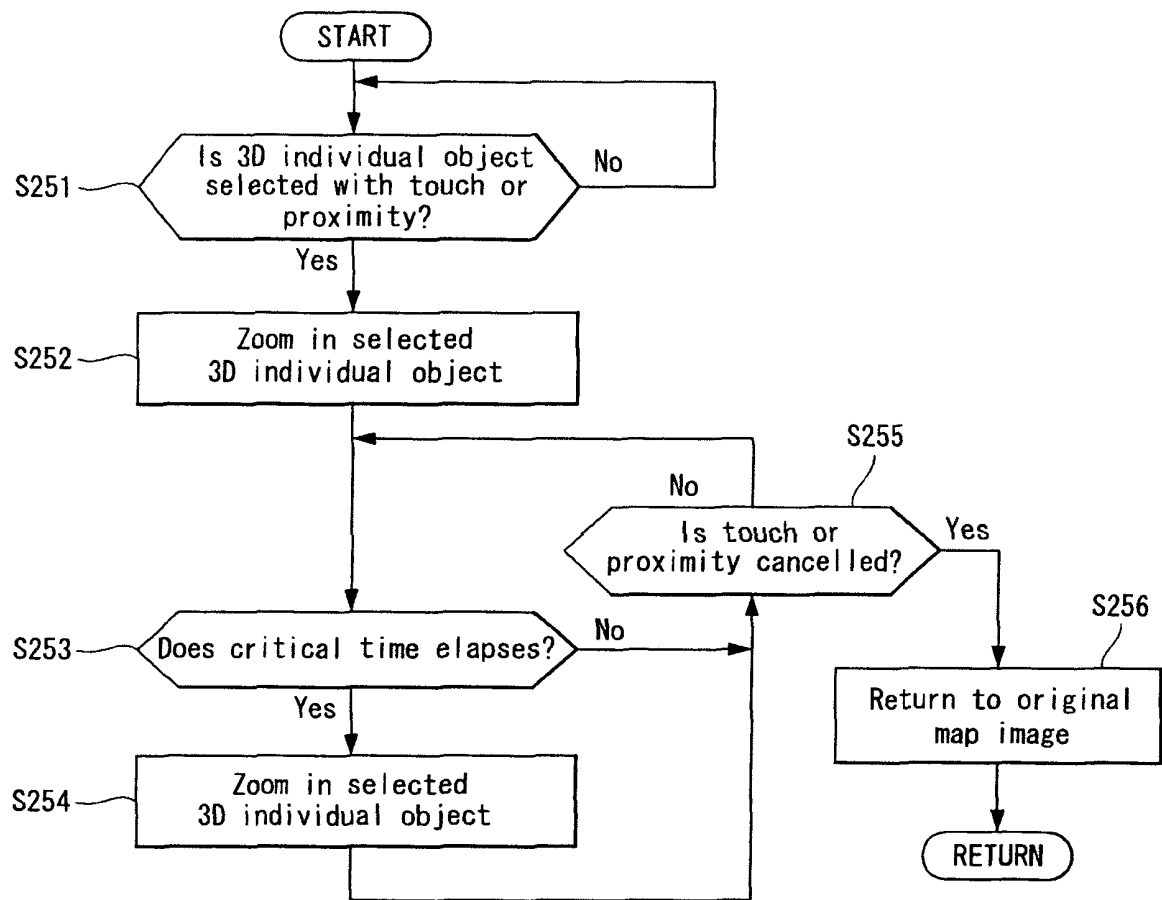 START
Is 3D individual object
selected with touch or
proximity?
No
S251
Yes
Zoom in selected
3D individual object
S252
S255
No
Is touch or
proximity cancelled?
Yes
S256
S253
Does critical time elapses?
No
Return to original
map image
Yes
Zoom in selected
3D individual object
S254
RETURN